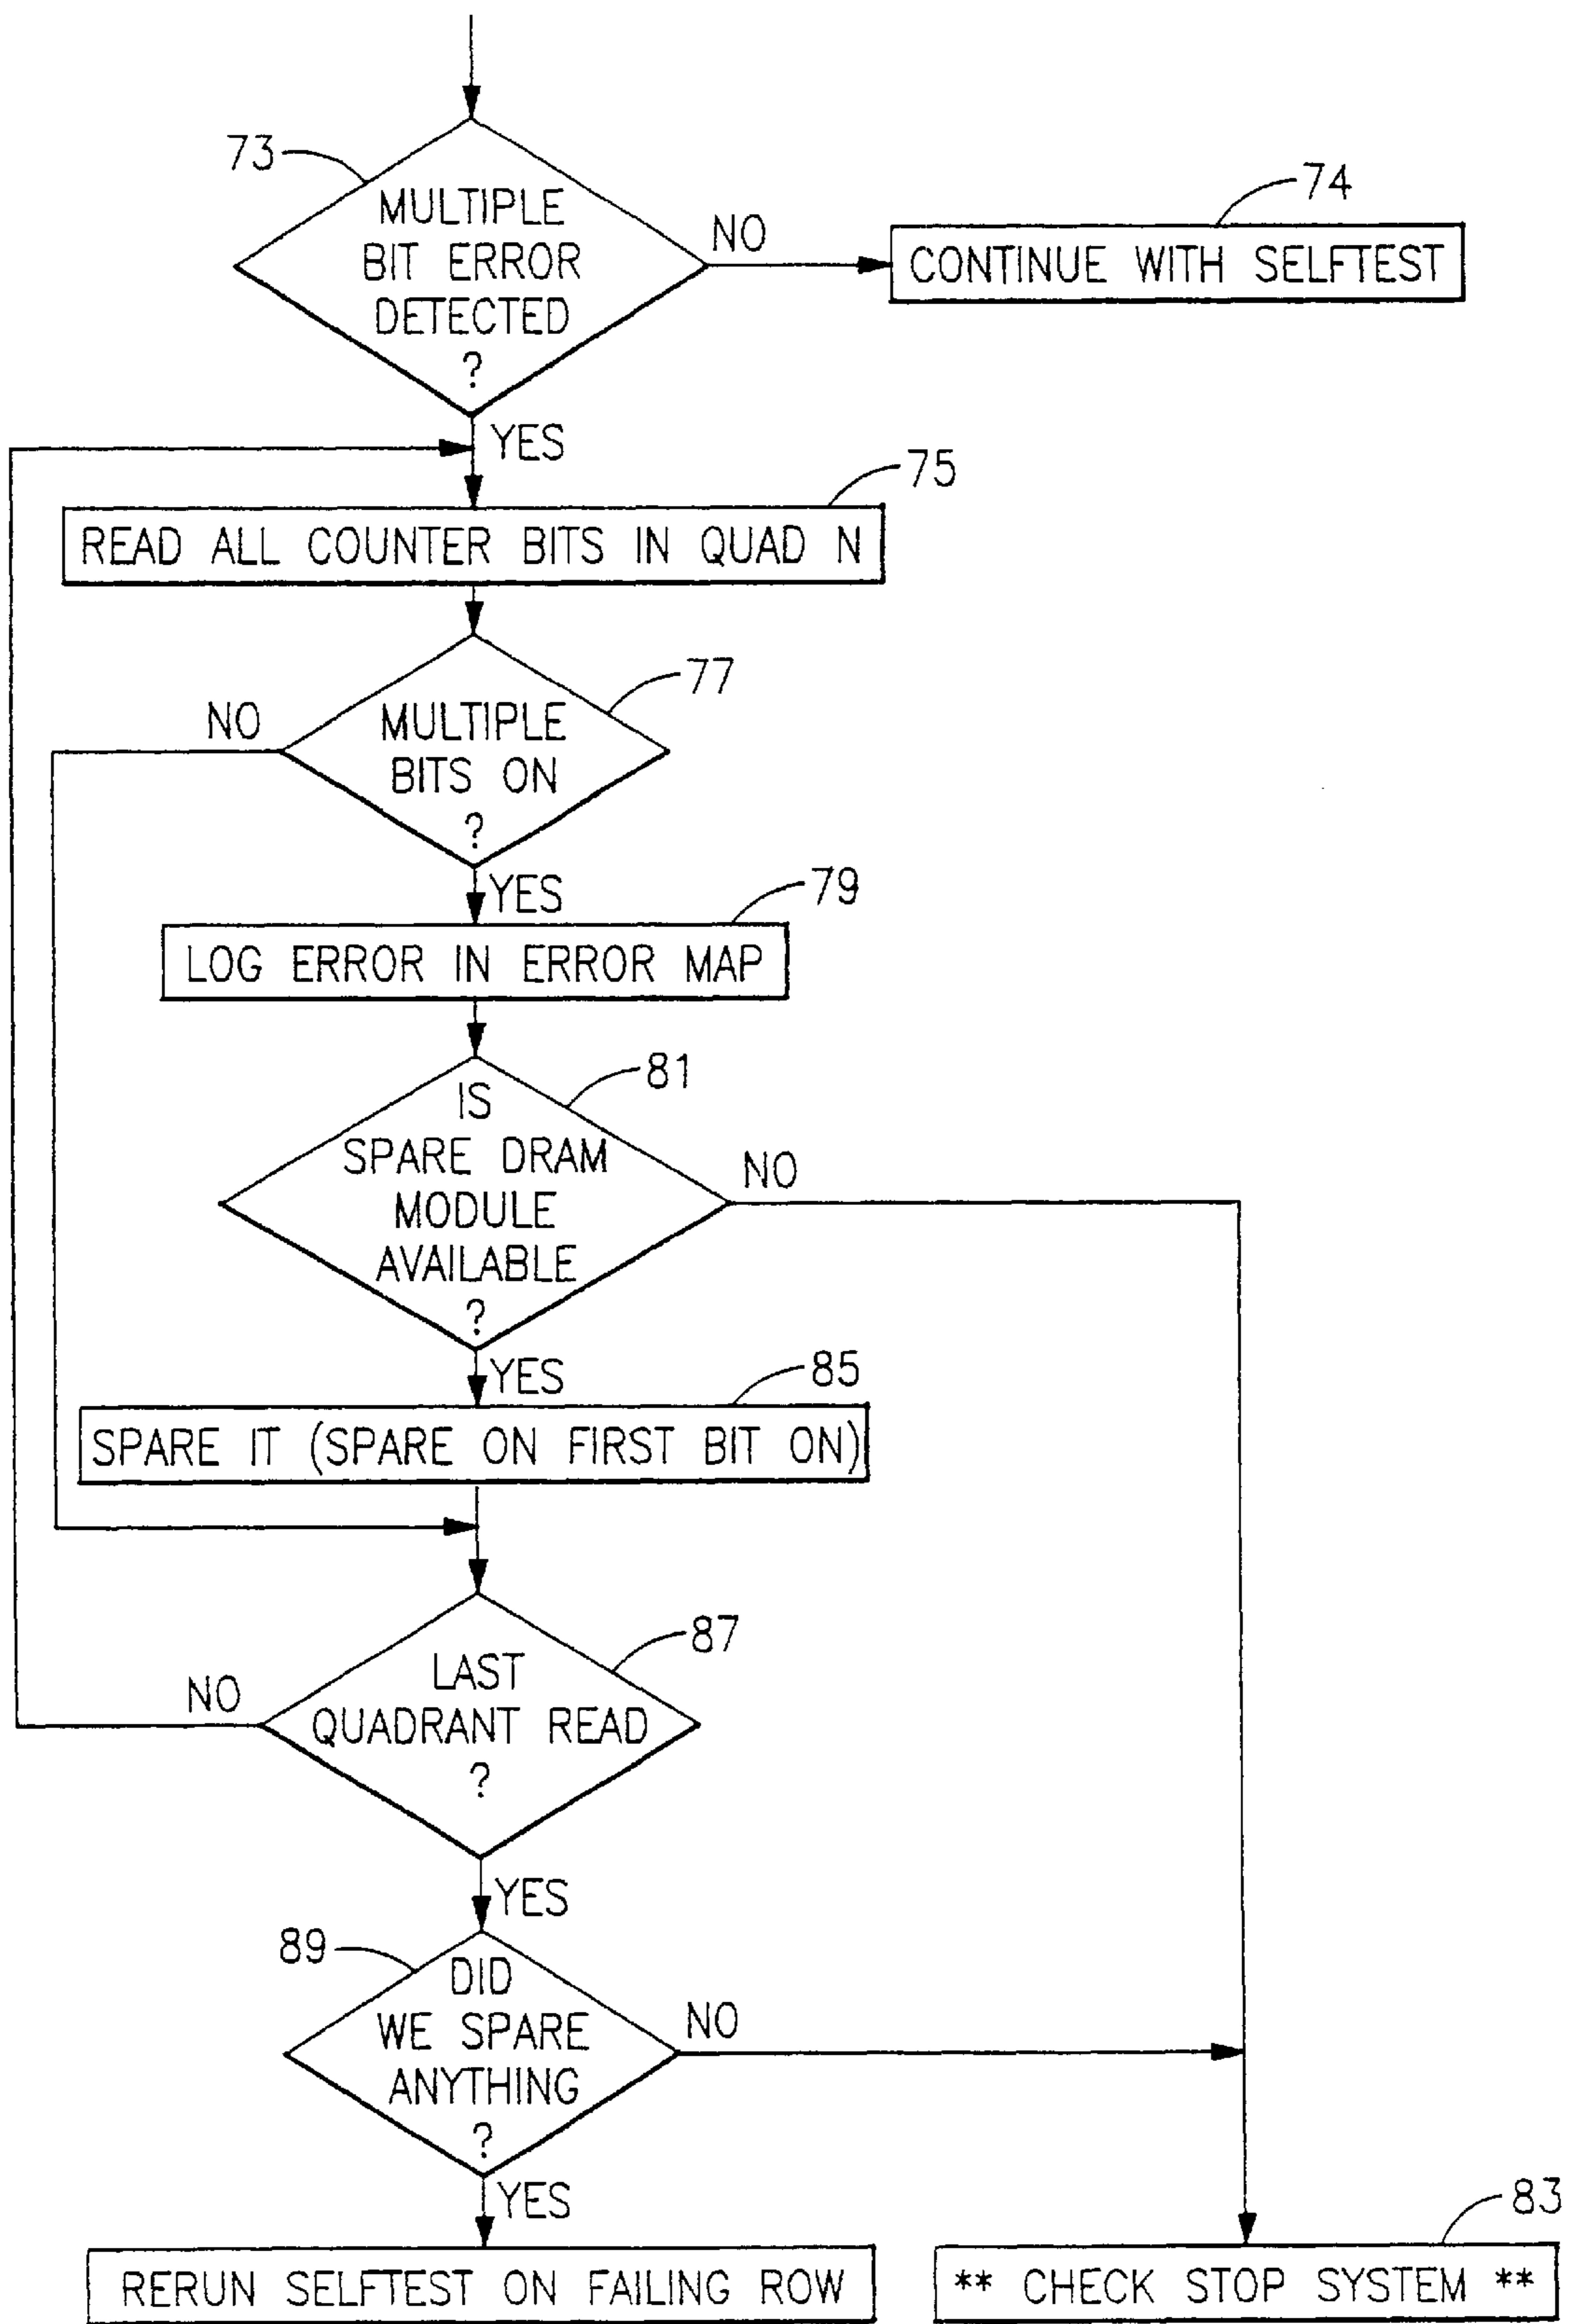 73
MULTIPLE
BIT ERROR
DETECTED
?
NO
74
CONTINUE WITH SELFTEST
YES
75
READ ALL COUNTER BITS IN QUAD N
77
NO
MULTIPLE
BITS ON
?
YES
79
LOG ERROR IN ERROR MAP
81
IS
SPARE DRAM
MODULE
AVAILABLE
?
NO
YES
85
SPARE IT (SPARE ON FIRST BIT ON)
87
NO
LAST
QUADRANT READ
?
YES
89
DID
WE SPARE
ANYTHING
?
NO
YES
83
RERUN SELFTEST ON FAILING ROW
** CHECK STOP SYSTEM **